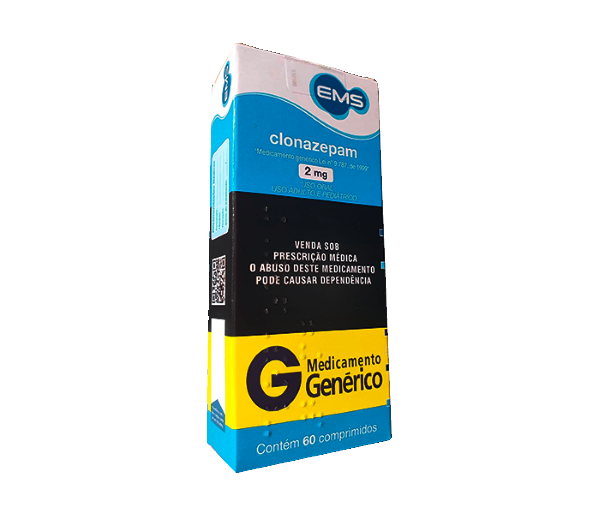 EMS
clonazepam
"Medicamento genérico Lei nº 9.787, de 1999"
2 mg
USO ORAL
USO ADULTO E PEDIÁTRICO
VENDA SOB
PRESCRIÇÃO MÉDICA
O ABUSO DESTE MEDICAMENTO
PODE CAUSAR DEPENDÊNCIA
G Medicamento
Genérico
Contém 60 comprimidos